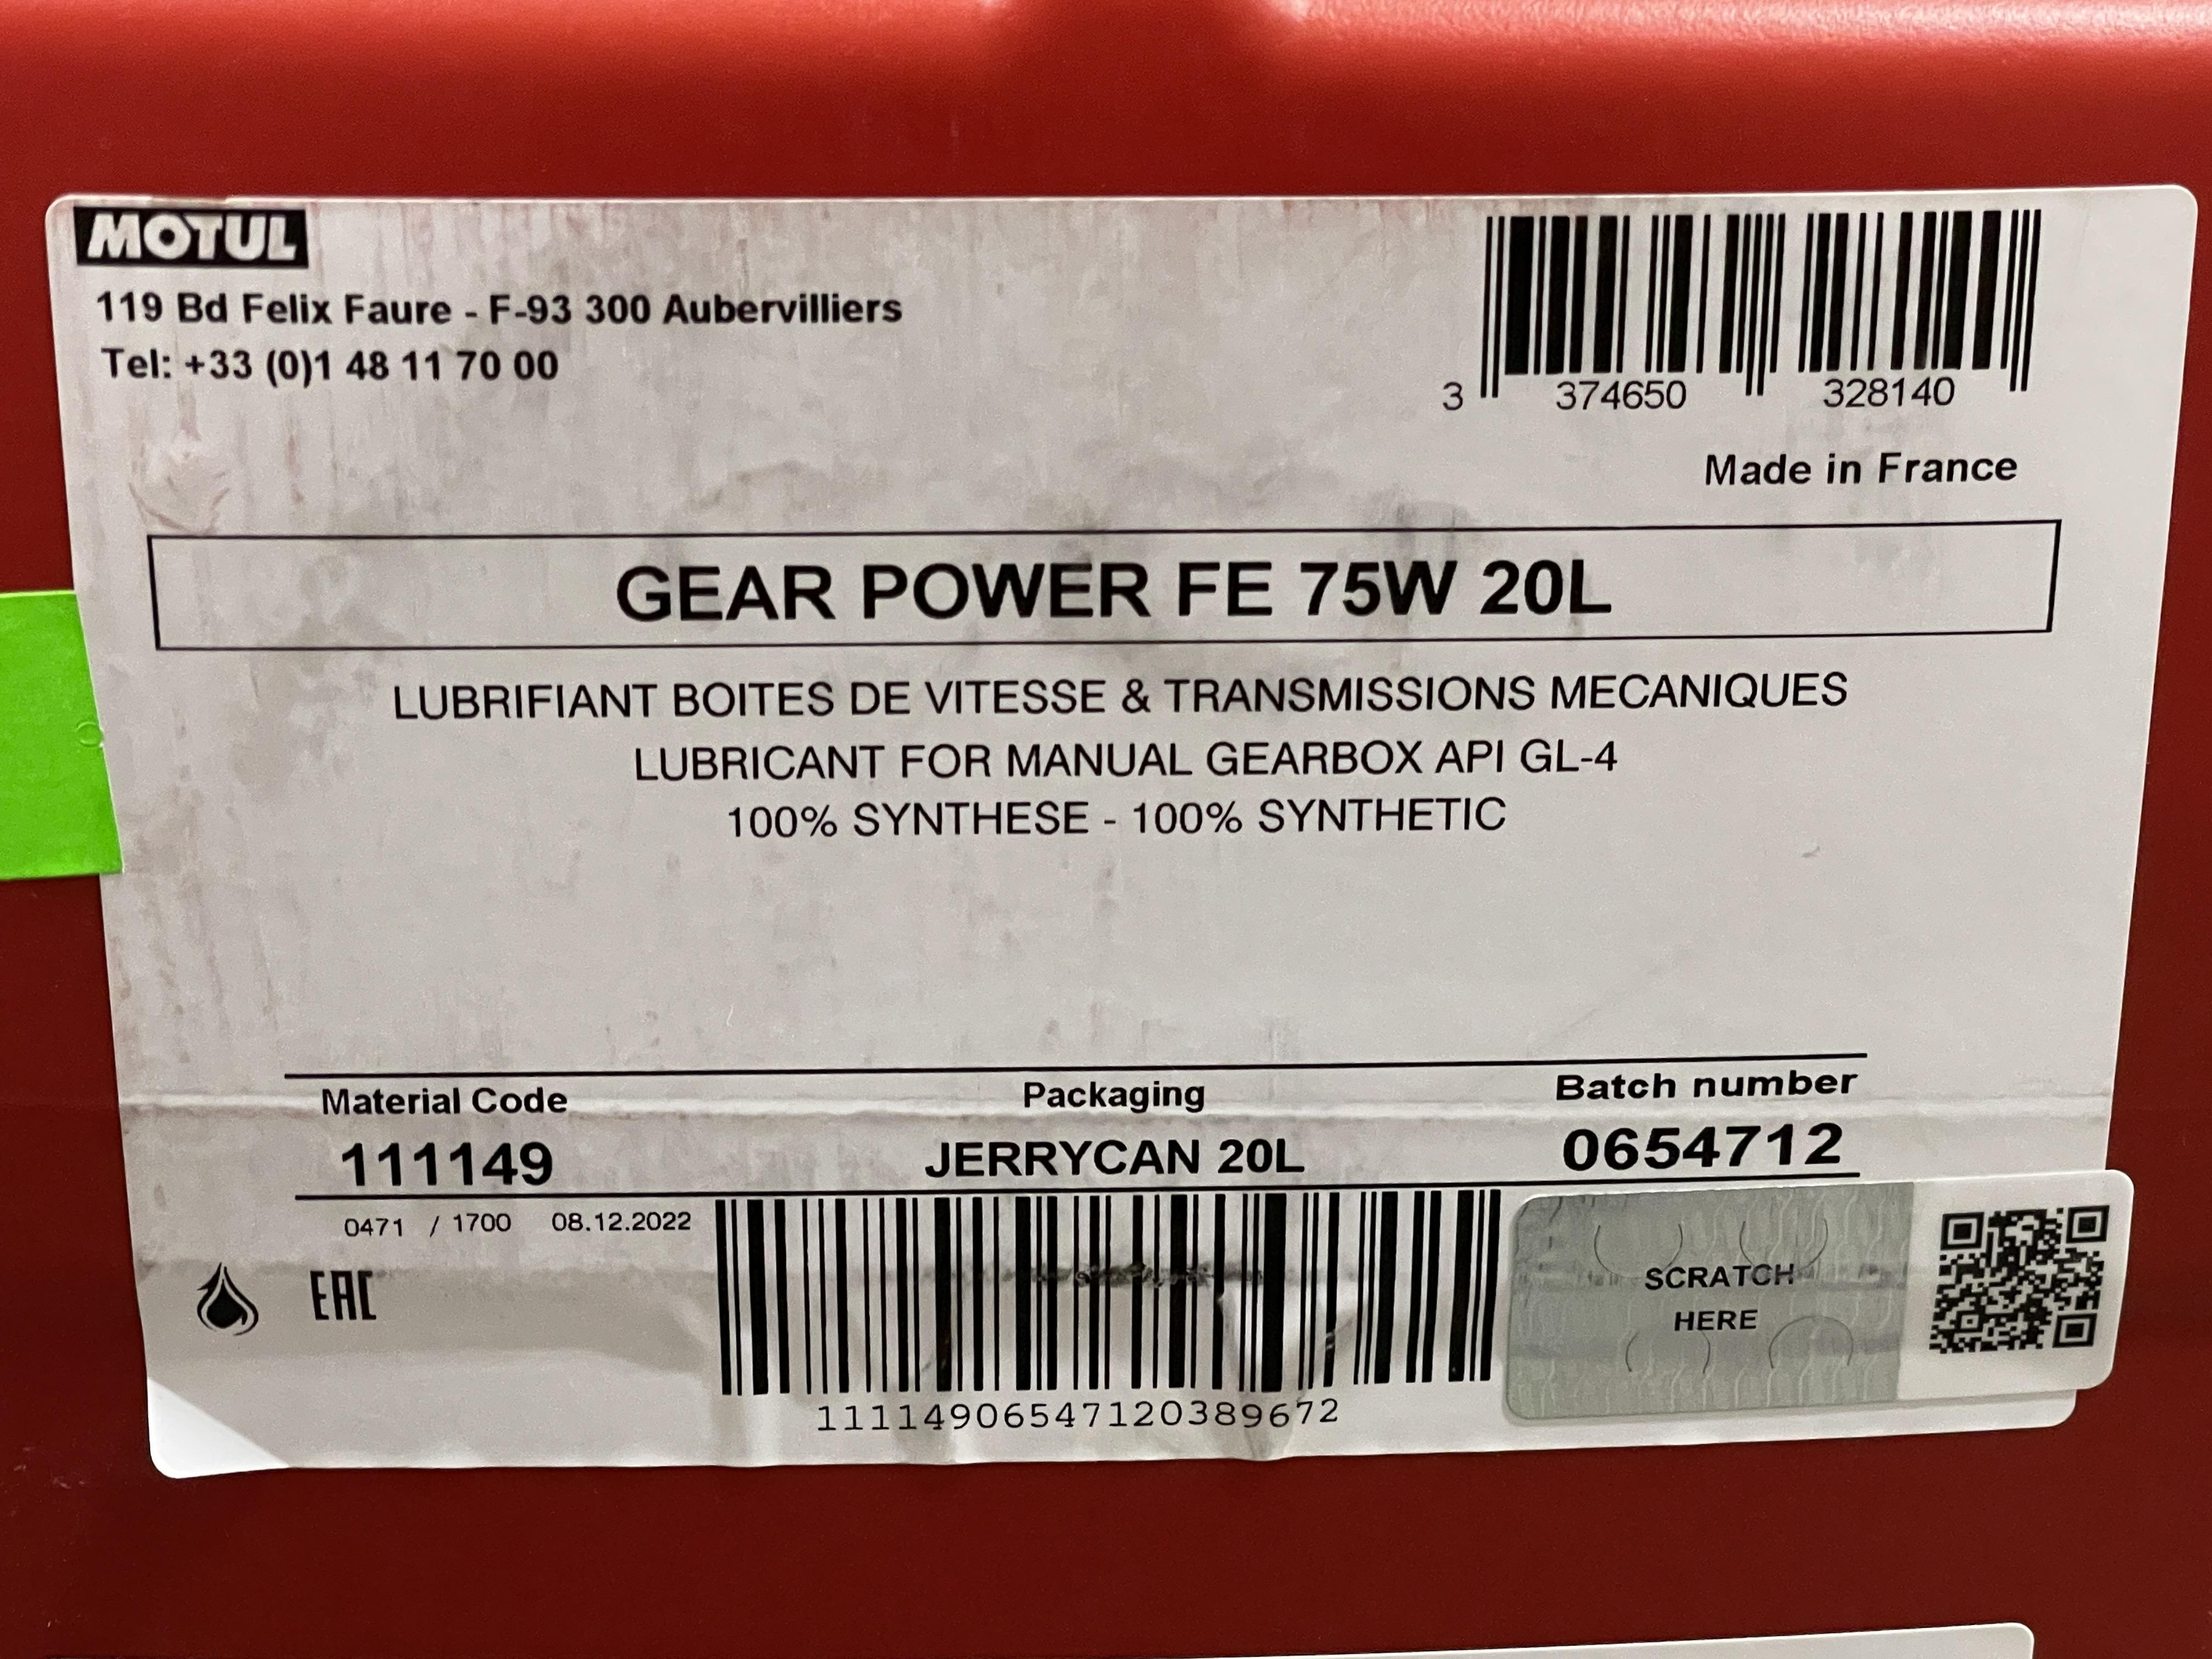 MOTUL
119 Bd Felix Faure - F-93 300 Aubervilliers
Tel: +33 (0)1 48 11 70 00
3 374650 328140
Made in France
GEAR POWER FE 75W 20L
LUBRIFIANT BOITES DE VITESSE & TRANSMISSIONS MECANIQUES
LUBRICANT FOR MANUAL GEARBOX API GL-4
100% SYNTHESE - 100% SYNTHETIC
Material Code Packaging Batch number
111149 JERRYCAN 20L 0654712
0471 / 1700 08.12.2022
EAC
SCRATCH
HERE
11114906547120389672